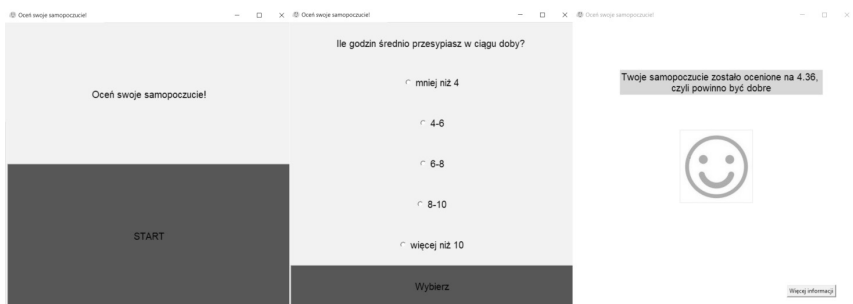 Oceń swoje samopoczucie!
Oceń swoje samopoczucie!
START
Oceń swoje samopoczucie!
Ile godzin średnio przesypiasz w ciągu doby?
mniej niż 4
4-6
6-8
8-10
więcej niż 10
Wybierz
Oceń swoje samopoczucie!
Twoje samopoczucie zostało ocenione na 4.36,
czyli powinno być dobre
Więcej informacji